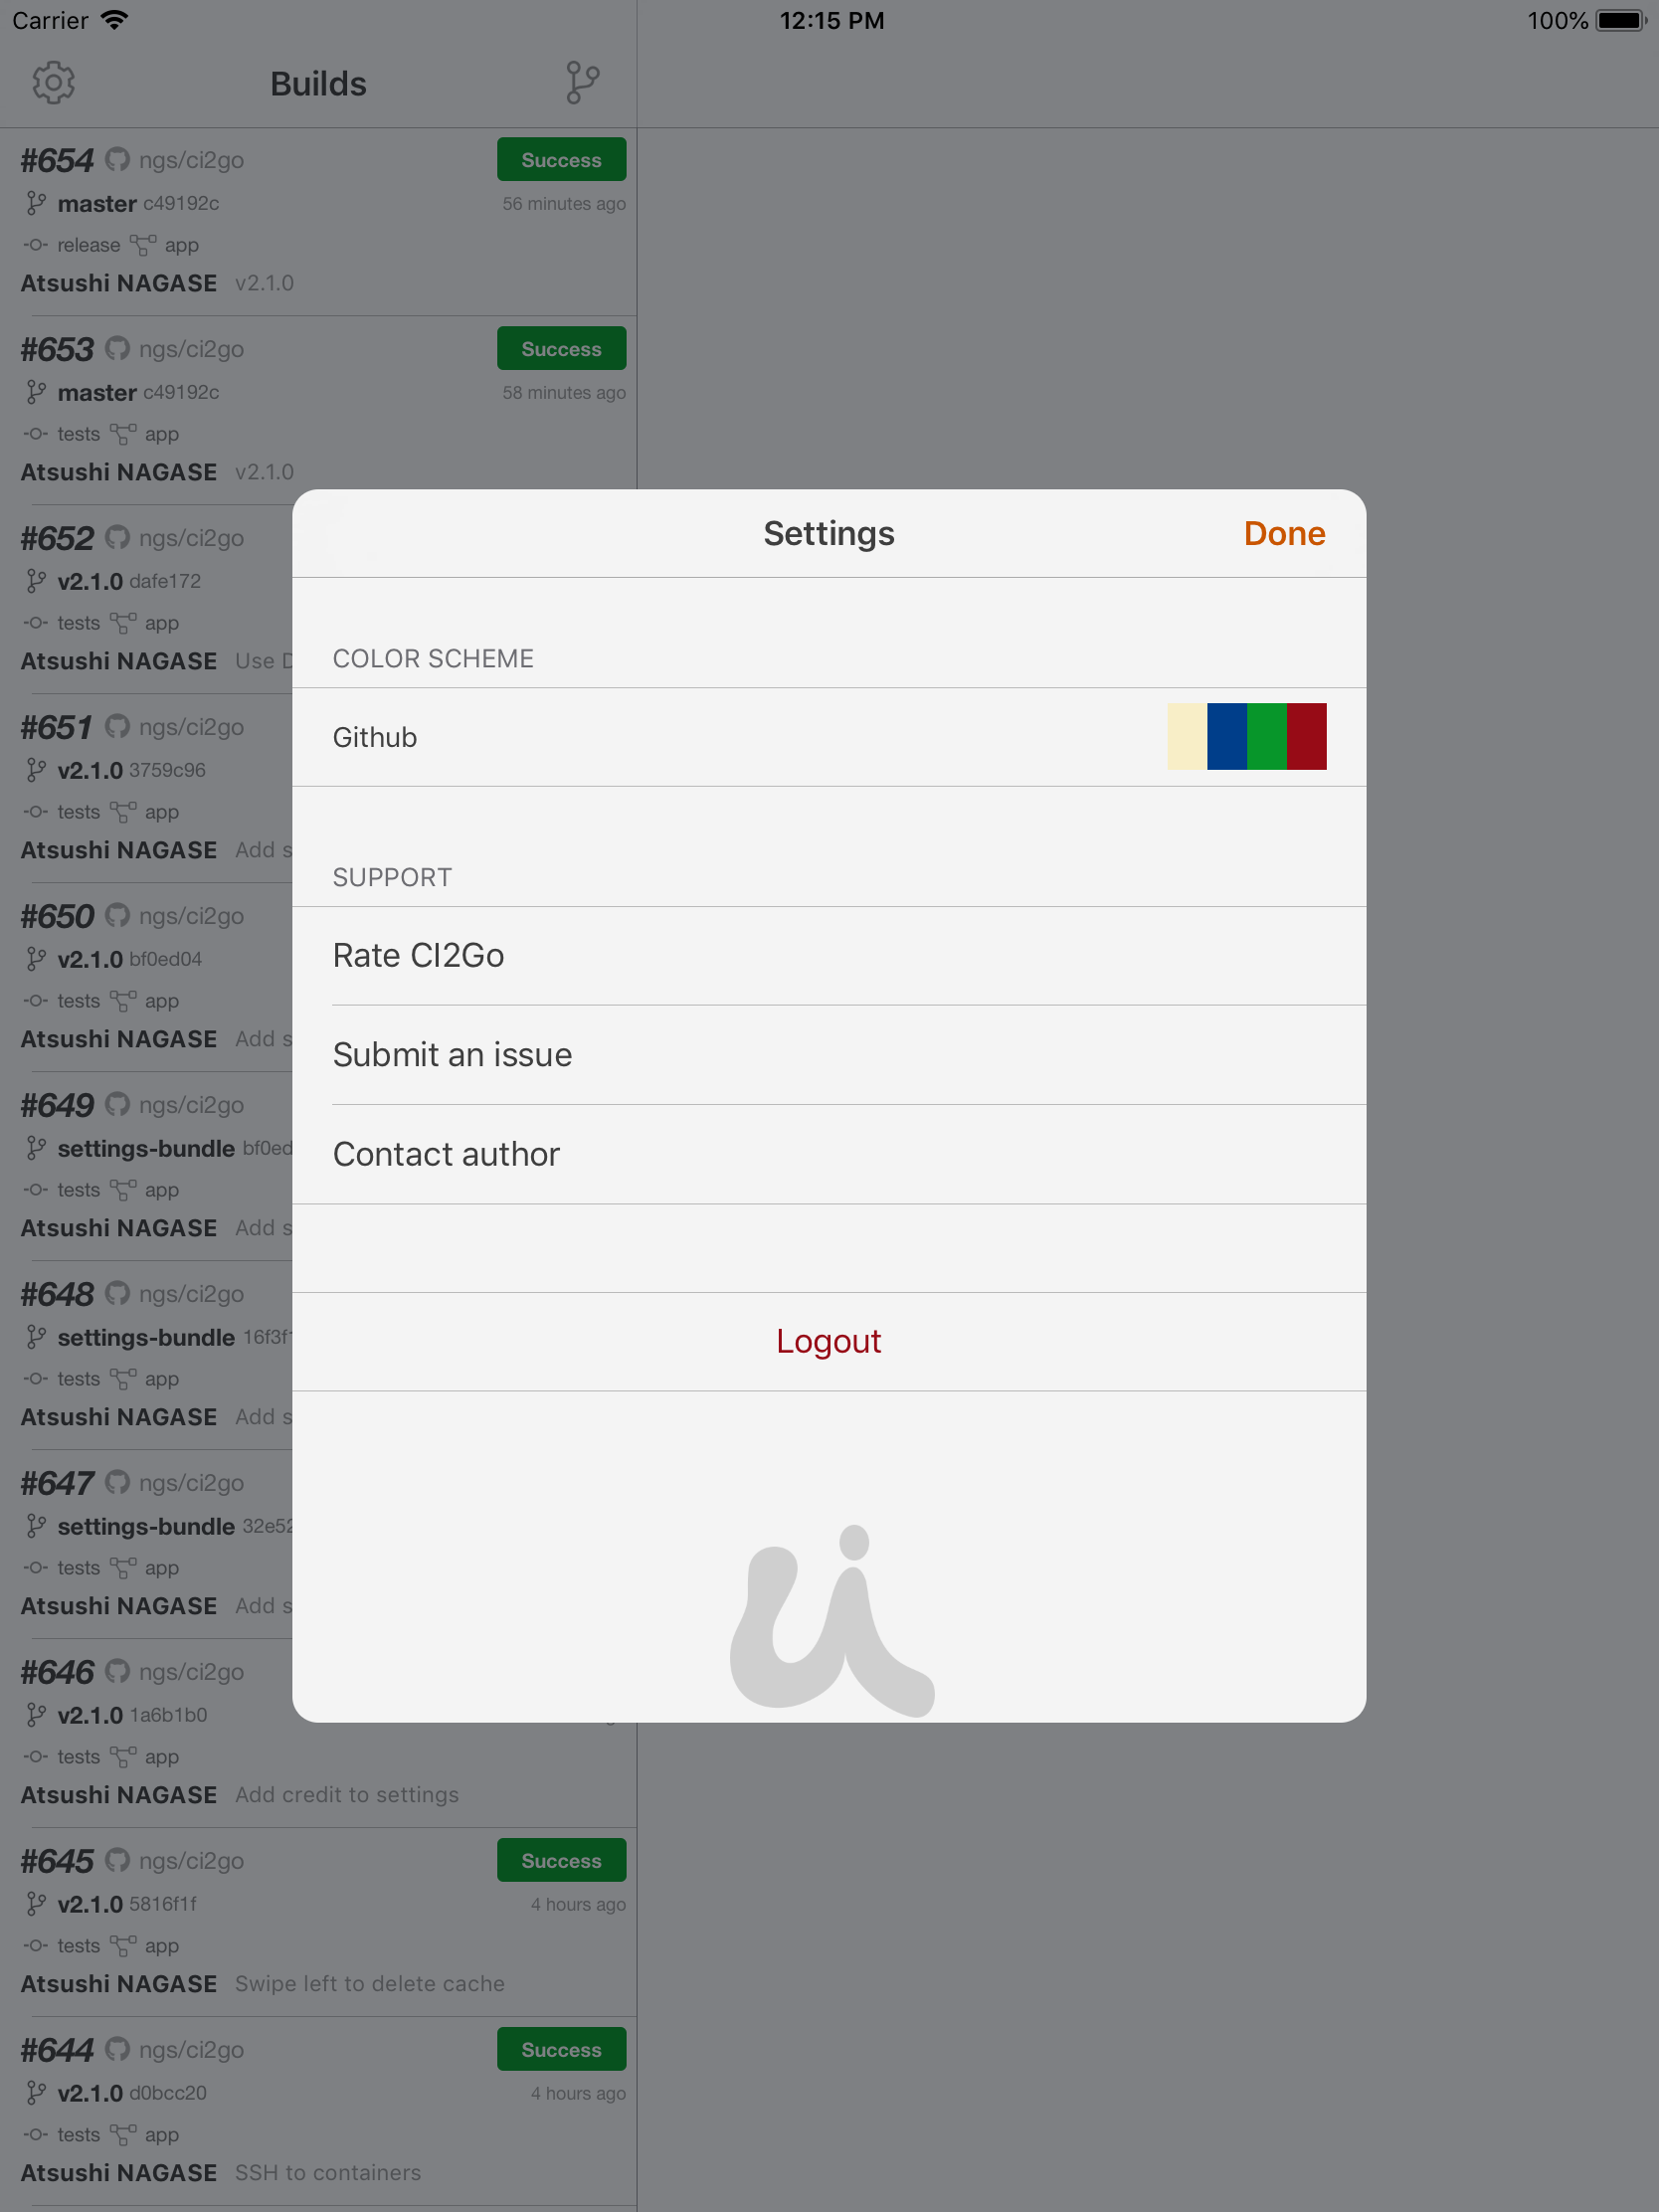 Carrier 12:15 PM 100%
Builds
#654 ngs/ci2go Success
master c49192c 56 minutes ago
release app
Atsushi NAGASE v2.1.0
#653 ngs/ci2go Success
master c49192c 58 minutes ago
tests app
Atsushi NAGASE v2.1.0
#652 ngs/ci2go
v2.1.0 dafe172
tests app
Atsushi NAGASE Use
#651 ngs/ci2go
v2.1.0 3759c96
tests app
Atsushi NAGASE Add s
#650 ngs/ci2go
v2.1.0 bf0ed04
tests app
Atsushi NAGASE Add s
#649 ngs/ci2go
settings-bundle bf0ed
tests app
Atsushi NAGASE Add s
#648 ngs/ci2go
settings-bundle 16f3f
tests app
Atsushi NAGASE Add s
#647 ngs/ci2go
settings-bundle 32e52
tests app
Atsushi NAGASE Add s
#646 ngs/ci2go
v2.1.0 1a6b1b0
tests app
Atsushi NAGASE Add credit to settings
#645 ngs/ci2go Success
v2.1.0 5816f1f 4 hours ago
tests app
Atsushi NAGASE Swipe left to delete cache
#644 ngs/ci2go Success
v2.1.0 d0bcc20 4 hours ago
tests app
Atsushi NAGASE SSH to containers
Settings Done
COLOR SCHEME
Github
SUPPORT
Rate CI2Go
Submit an issue
Contact author
Logout